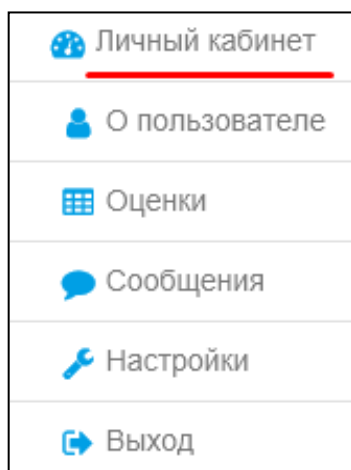 Личный кабинет
О пользователе
Оценки
Сообщения
Настройки
Выход